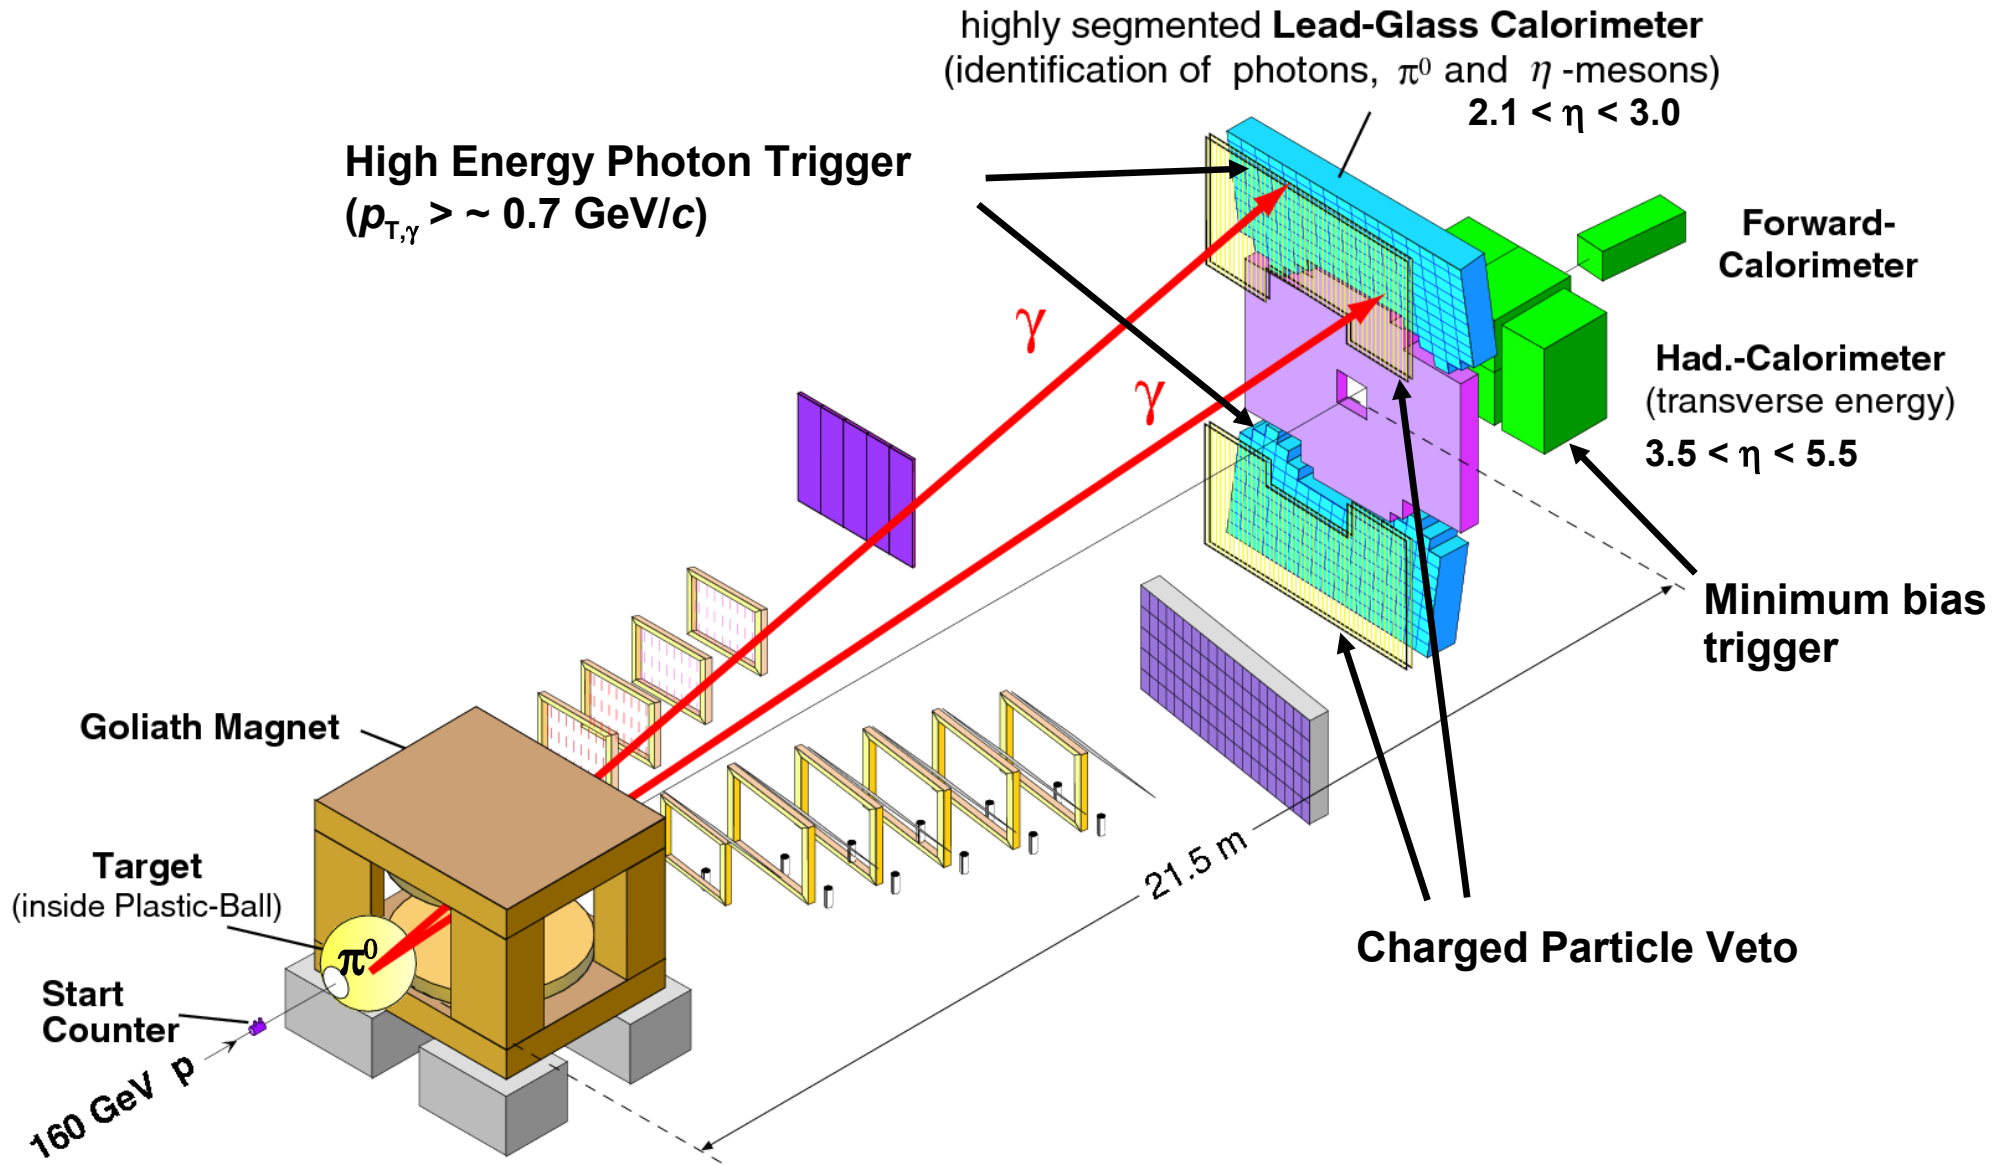 highly segmented Lead-Glass Calorimeter
(identification of photons, π⁰ and η -mesons)
2.1 < η < 3.0
High Energy Photon Trigger
(pT,γ > ~ 0.7 GeV/c)
Forward-
Calorimeter
γ
γ
Had.-Calorimeter
(transverse energy)
3.5 < η < 5.5
Minimum bias
trigger
Goliath Magnet
Target
(inside Plastic-Ball)
21.5 m
Charged Particle Veto
π⁰
Start
Counter
160 GeV p